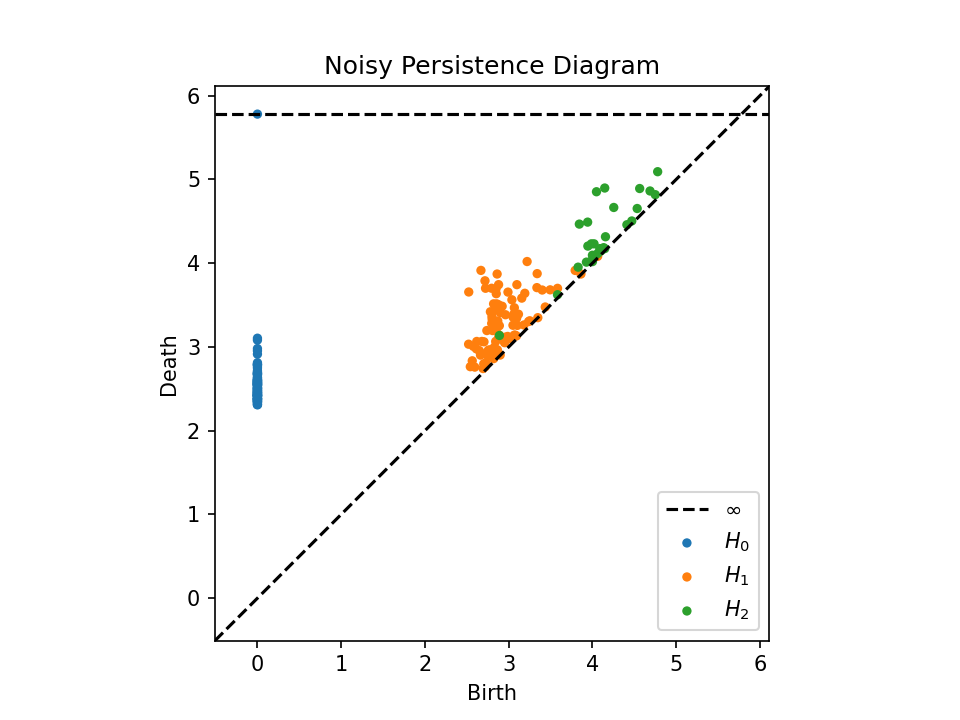 Noisy Persistence Diagram
Death
6
5
4
3
2
1
0
0 1 2 3 4 5 6
Birth
∞
H₀
H₁
H₂